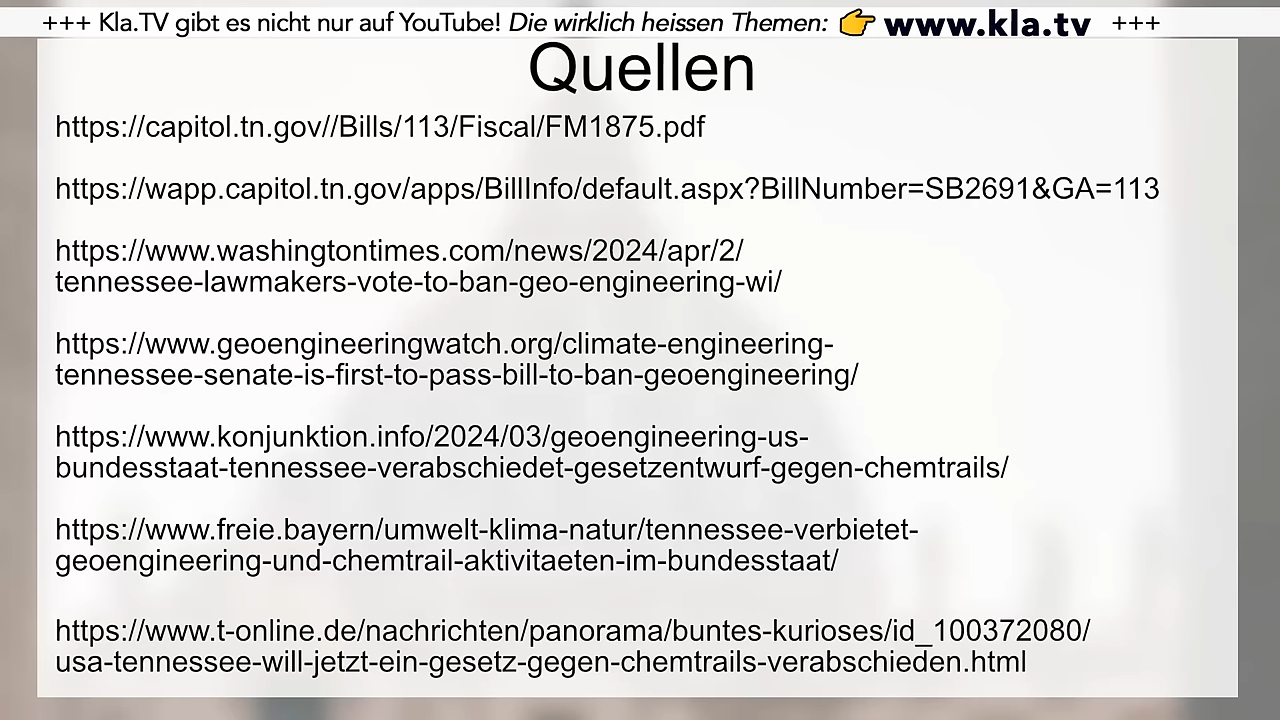 +++ Kla.TV gibt es nicht nur auf YouTube! Die wirklich heissen Themen: 👉 www.kla.tv +++
Quellen
https://capitol.tn.gov//Bills/113/Fiscal/FM1875.pdf
https://wapp.capitol.tn.gov/apps/BillInfo/default.aspx?BillNumber=SB2691&GA=113
https://www.washingtontimes.com/news/2024/apr/2/
tennessee-lawmakers-vote-to-ban-geo-engineering-wi/
https://www.geoengineeringwatch.org/climate-engineering-
tennessee-senate-is-first-to-pass-bill-to-ban-geoengineering/
https://www.konjunktion.info/2024/03/geoengineering-us-
bundesstaat-tennessee-verabschiedet-gesetzentwurf-gegen-chemtrails/
https://www.freie.bayern/umwelt-klima-natur/tennessee-verbietet-
geoengineering-und-chemtrail-aktivitaeten-im-bundesstaat/
https://www.t-online.de/nachrichten/panorama/buntes-kurioses/id_100372080/
usa-tennessee-will-jetzt-ein-gesetz-gegen-chemtrails-verabschieden.html